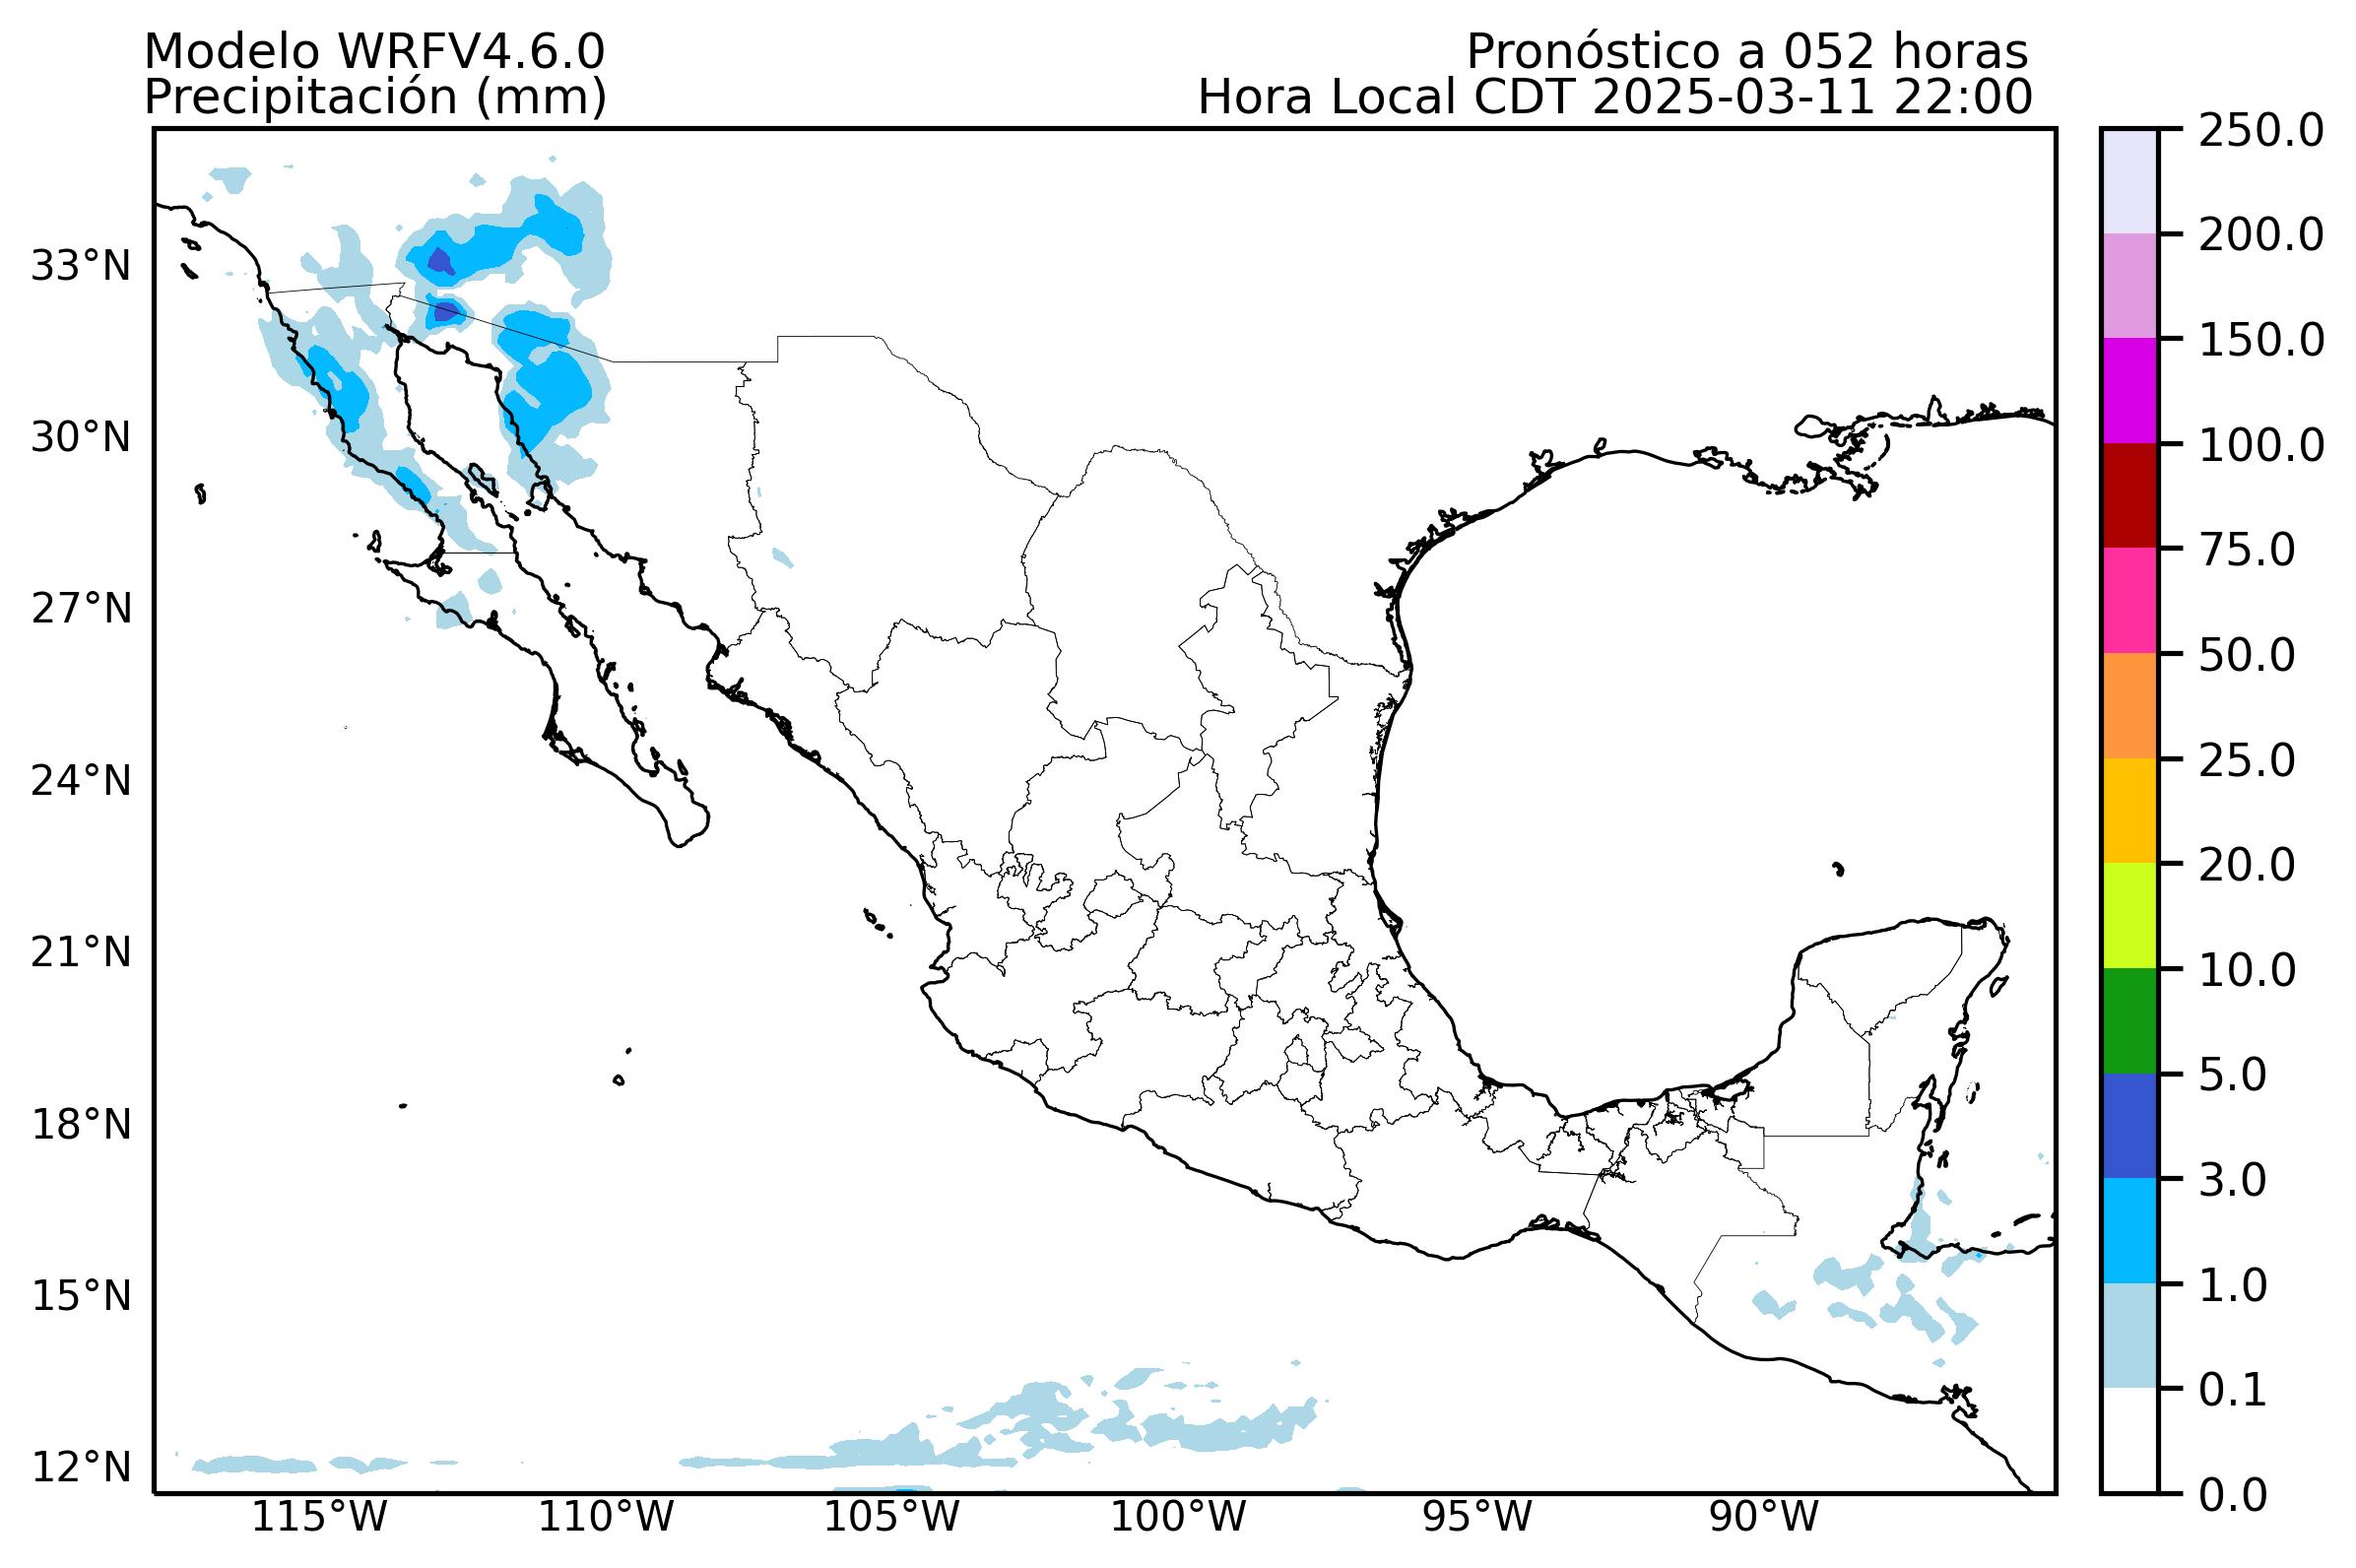 Modelo WRFV4.6.0
Pronóstico a 052 horas
Precipitación (mm)
Hora Local CDT 2025-03-11 22:00
33°N
30°N
27°N
24°N
21°N
18°N
15°N
12°N
115°W
110°W
105°W
100°W
95°W
90°W
250.0
200.0
150.0
100.0
75.0
50.0
25.0
20.0
10.0
5.0
3.0
1.0
0.1
0.0